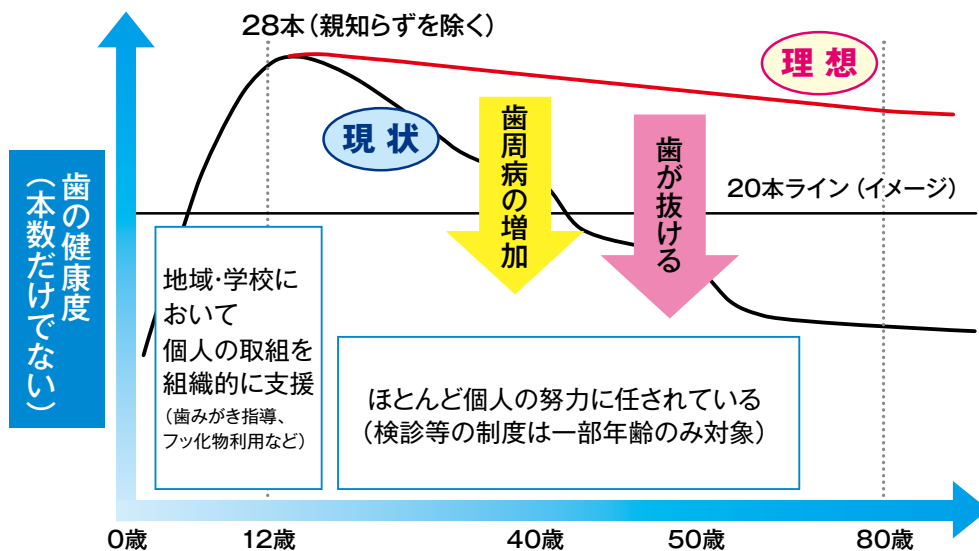 28本（親知らずを除く）
理想
現状
歯周病の増加
歯が抜ける
20本ライン（イメージ）
歯の健康度
（本数だけでない）
地域・学校に
おいて
個人の取組を
組織的に支援
（歯みがき指導、
フッ化物利用など）
ほとんど個人の努力に任されている
（検診等の制度は一部年齢のみ対象）
0歳
12歳
40歳
50歳
80歳